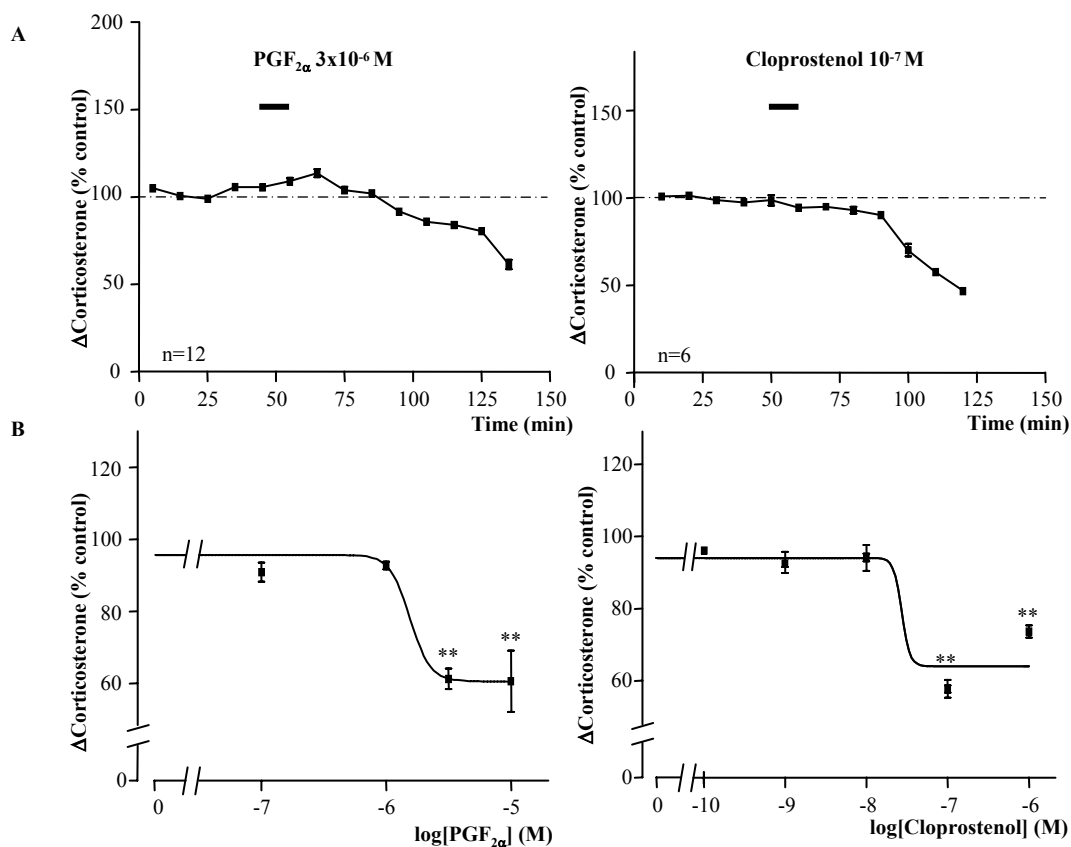 A
PGF2α 3x10-6 M
Cloprostenol 10-7 M
ΔCorticosterone (% control)
200
150
100
50
0
n=12
0 25 50 75 100 125 150
Time (min)
ΔCorticosterone (% control)
200
150
100
50
0
n=6
0 25 50 75 100 125 150
Time (min)
B
ΔCorticosterone (% control)
120
100
80
60
0
** **
0 -7 -6 -5
log[PGF2α] (M)
ΔCorticosterone (% control)
120
100
80
60
0
** **
0 -10 -9 -8 -7 -6
log[Cloprostenol] (M)